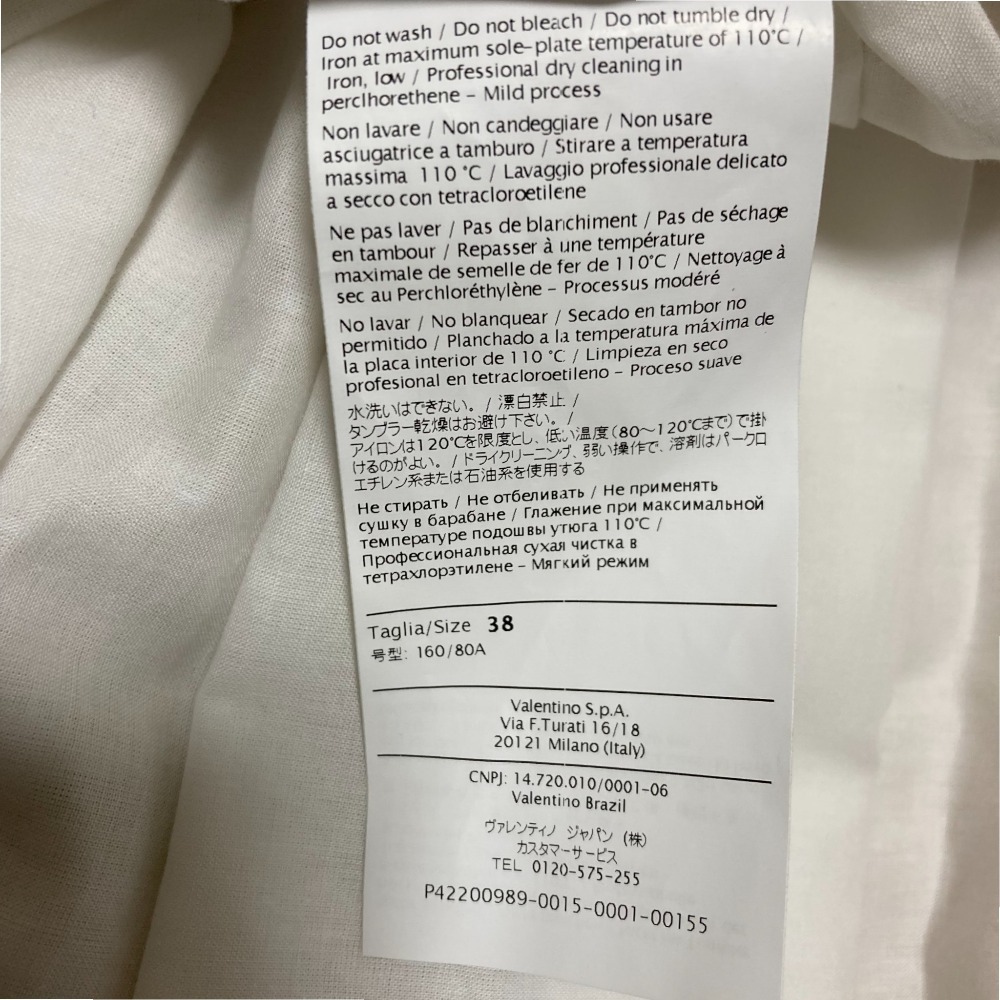 Do not wash / Do not bleach / Do not tumble dry /
Iron at maximum sole-plate temperature of 110°C /
Iron, low / Professional dry cleaning in
perclhorethene – Mild process
Non lavare / Non candeggiare / Non usare
asciugatrice a tamburo / Stirare a temperatura
massima 110 °C / Lavaggio professionale delicato
a secco con tetracloroetilene
Ne pas laver / Pas de blanchiment / Pas de séchage
en tambour / Repasser à une température
maximale de semelle de fer de 110°C / Nettoyage à
sec au Perchloréthylène – Processus modéré
No lavar / No blanquear / Secado en tambor no
permitido / Planchado a la temperatura máxima de
la placa interior de 110 °C / Limpieza en seco
profesional en tetracloroetileno – Proceso suave
水洗いはできない。/ 漂白禁止 /
タングラー乾燥はお避け下さい。/
アイロンは120℃を限度とし、低い温度(80～120℃まで)で掛
けるのがよい。/ ドライクリーニング、弱い操作で、溶剤はパークロ
エチレン系または石油系を使用する
Не стирать / Не отбеливать / Не применять
сушку в барабане / Глажение при максимальной
температуре подошвы утюга 110°C /
Профессиональная сухая чистка в
тетрахлорэтилене – Мягкий режим
Taglia/Size 38
号型: 160/80A
Valentino S.p.A.
Via F.Turati 16/18
20121 Milano (Italy)
CNPJ: 14.720.010/0001-06
Valentino Brazil
ヴァレンティノ ジャパン (株)
カスタマーサービス
TEL 0120-575-255
P42200989-0015-0001-00155